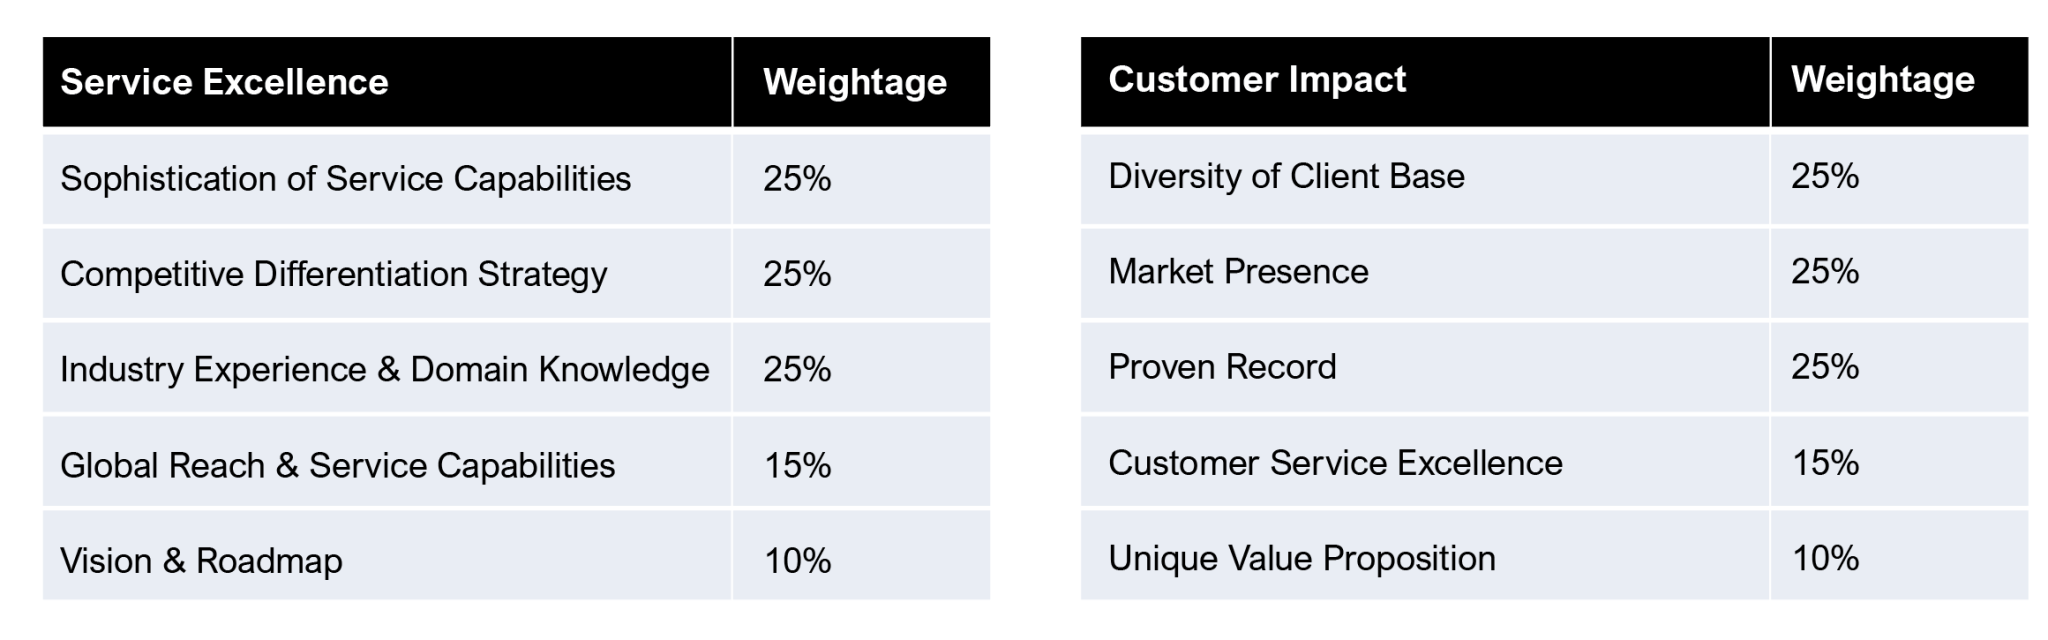 Service Excellence Weightage
Sophistication of Service Capabilities 25%
Competitive Differentiation Strategy 25%
Industry Experience & Domain Knowledge 25%
Global Reach & Service Capabilities 15%
Vision & Roadmap 10%
Customer Impact Weightage
Diversity of Client Base 25%
Market Presence 25%
Proven Record 25%
Customer Service Excellence 15%
Unique Value Proposition 10%